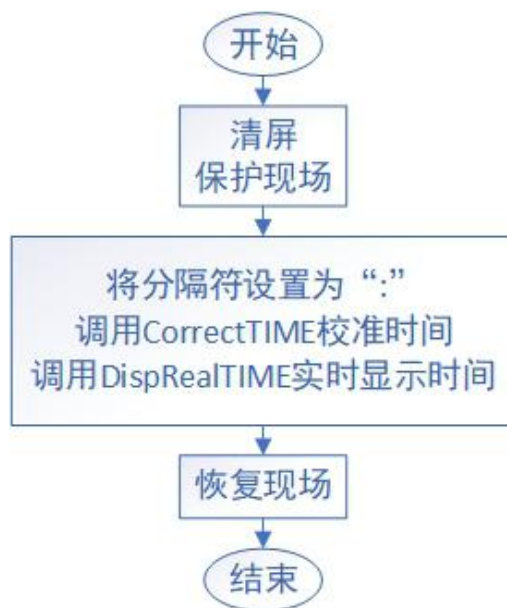 开始
清屏
保护现场
将分隔符设置为“:”
调用CorrectTIME校准时间
调用DispRealTIME实时显示时间
恢复现场
结束